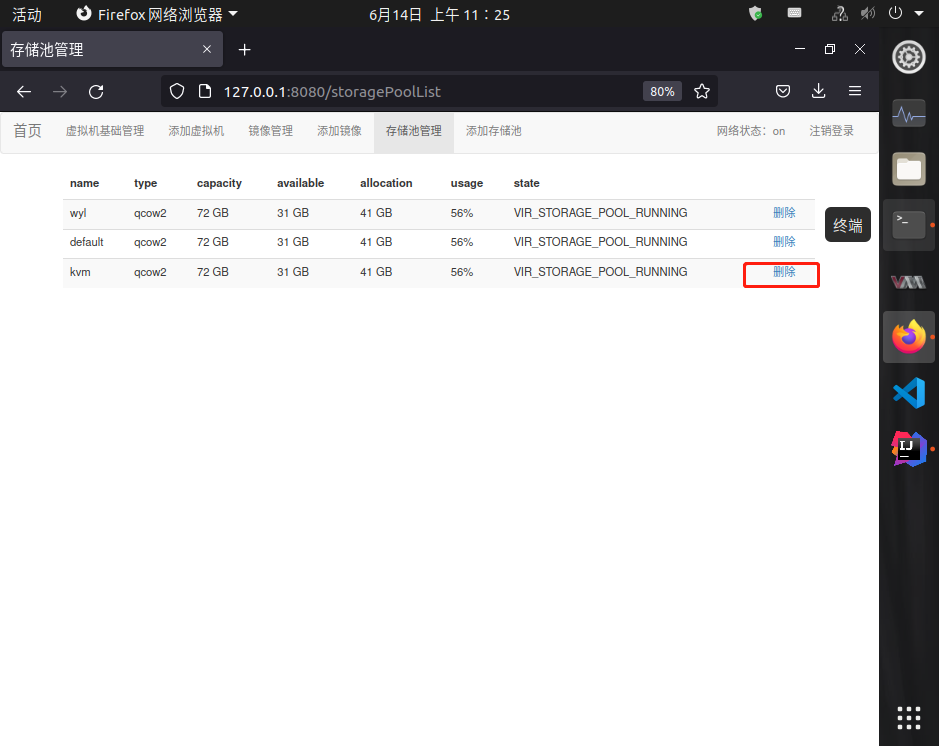 活动 Firefox 网络浏览器 6月14日 上午 11：25
存储池管理
127.0.0.1:8080/storagePoolList 80%
首页 虚拟机基础管理 添加虚拟机 镜像管理 添加镜像 存储池管理 添加存储池 网络状态：on 注销登录
name type capacity available allocation usage state
wyl qcow2 72 GB 31 GB 41 GB 56% VIR_STORAGE_POOL_RUNNING 删除
终端
default qcow2 72 GB 31 GB 41 GB 56% VIR_STORAGE_POOL_RUNNING 删除
kvm qcow2 72 GB 31 GB 41 GB 56% VIR_STORAGE_POOL_RUNNING 删除
IJ